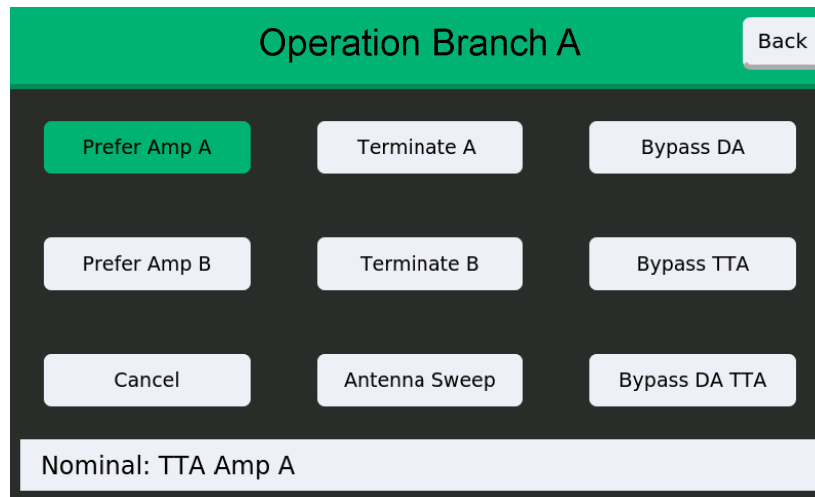 Operation Branch A
Back
Prefer Amp A
Terminate A
Bypass DA
Prefer Amp B
Terminate B
Bypass TTA
Cancel
Antenna Sweep
Bypass DA TTA
Nominal: TTA Amp A